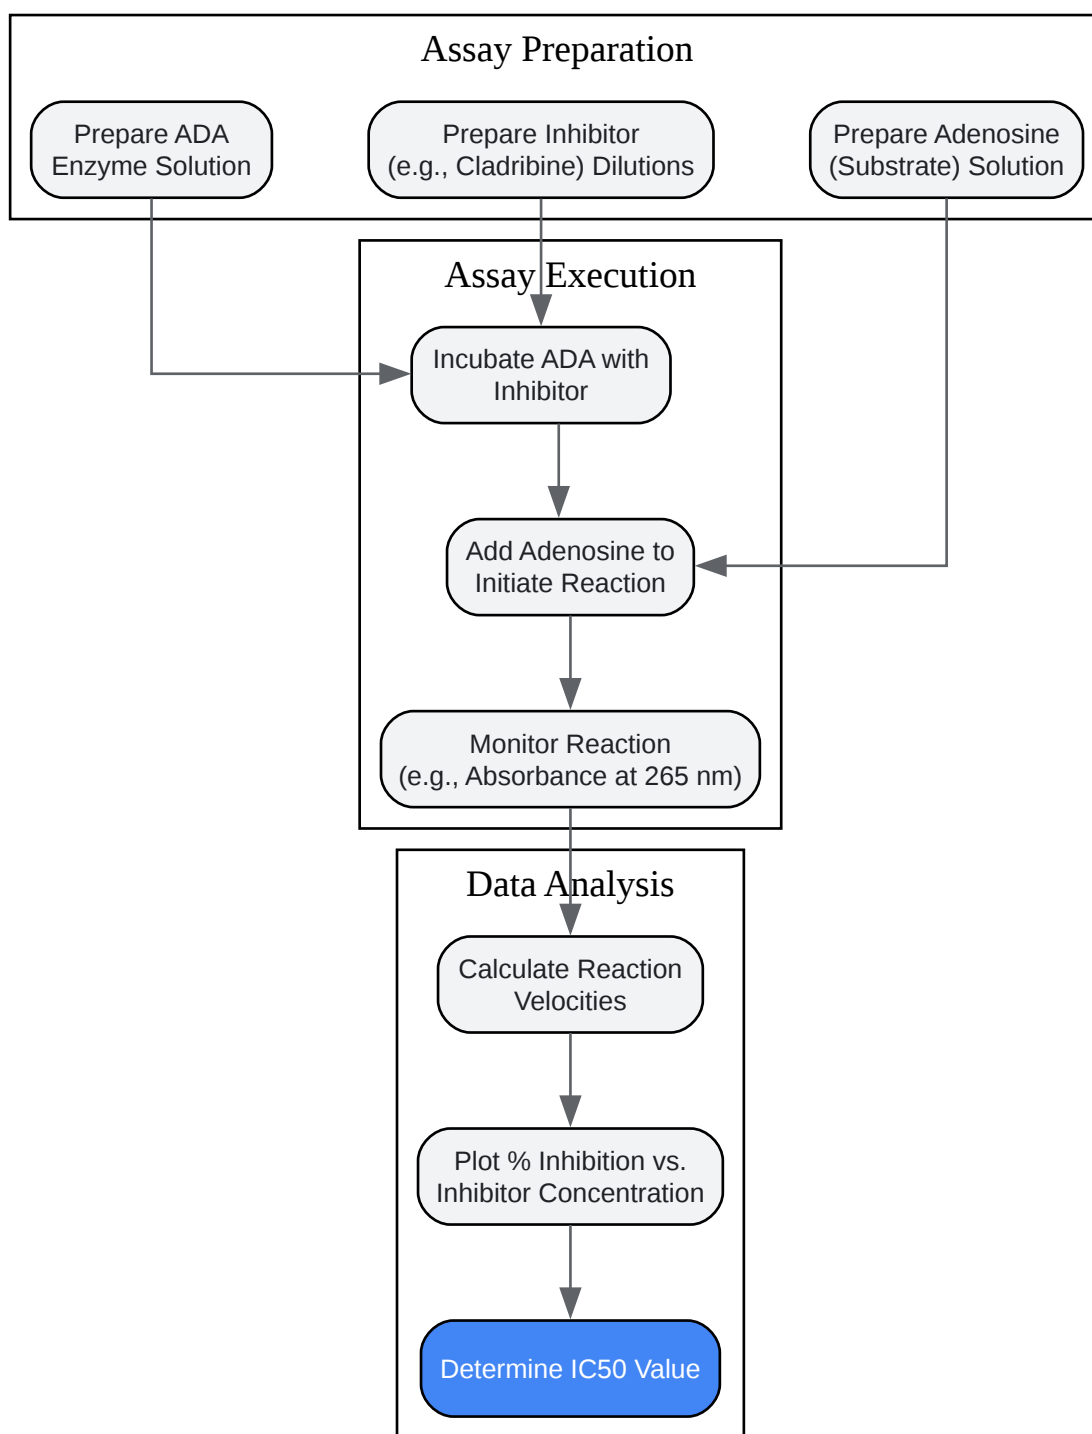 Assay Preparation
Prepare ADA
Enzyme Solution
Prepare Inhibitor
(e.g., Cladribine) Dilutions
Prepare Adenosine
(Substrate) Solution
Assay Execution
Incubate ADA with
Inhibitor
Add Adenosine to
Initiate Reaction
Monitor Reaction
(e.g., Absorbance at 265 nm)
Data Analysis
Calculate Reaction
Velocities
Plot % Inhibition vs.
Inhibitor Concentration
Determine IC50 Value